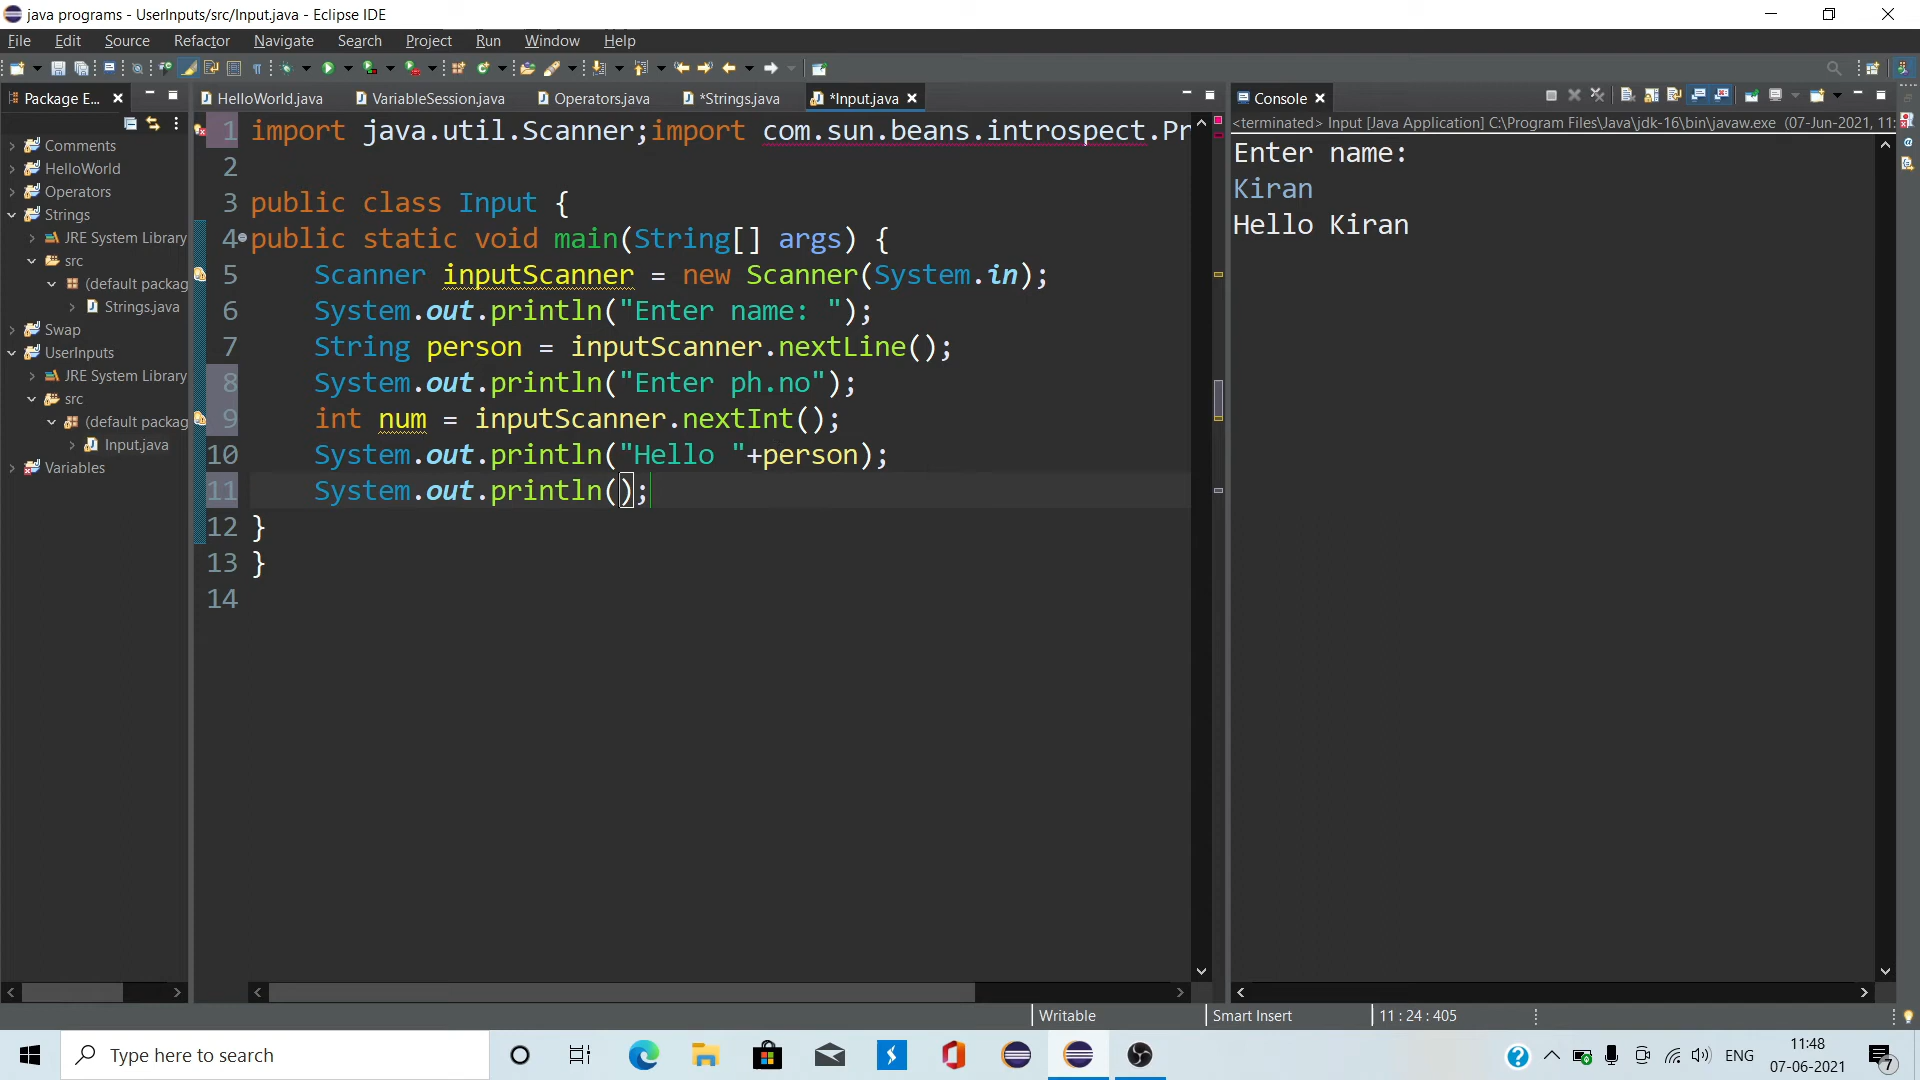 java programs - UserInputs/src/Input.java - Eclipse IDE
File Edit Source Refactor Navigate Search Project Run Window Help
Package E...
HelloWorld.java VariableSession.java Operators.java *Strings.java *Input.java
Console
<terminated> Input [Java Application] C:\Program Files\Java\jdk-16\bin\javaw.exe (07-Jun-2021, 11:
Comments
HelloWorld
Operators
Strings
JRE System Library
src
(default packag
Strings.java
Swap
UserInputs
JRE System Library
src
(default packag
Input.java
Variables
1 import java.util.Scanner;import com.sun.beans.introspect.Pr
2
3 public class Input {
4 public static void main(String[] args) {
5 Scanner inputScanner = new Scanner(System.in);
6 System.out.println("Enter name: ");
7 String person = inputScanner.nextLine();
8 System.out.println("Enter ph.no");
9 int num = inputScanner.nextInt();
10 System.out.println("Hello "+person);
11 System.out.println();
12 }
13 }
14
Enter name:
Kiran
Hello Kiran
Writable Smart Insert 11 : 24 : 405
Type here to search
ENG
11:48
07-06-2021
7